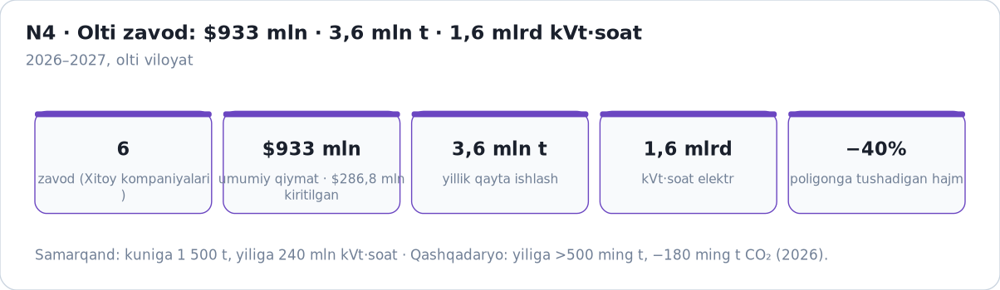 N4 · Olti zavod: $933 mln · 3,6 mln t · 1,6 mlrd kVt·soat
2026–2027, olti viloyat
6
zavod (Xitoy kompaniyalari
)
$933 mln
umumiy qiymat · $286,8 mln
kiritilgan
3,6 mln t
yillik qayta ishlash
1,6 mlrd
kVt·soat elektr
−40%
poligonga tushadigan hajm
Samarqand: kuniga 1 500 t, yiliga 240 mln kVt·soat · Qashqadaryo: yiliga >500 ming t, −180 ming t CO₂ (2026).